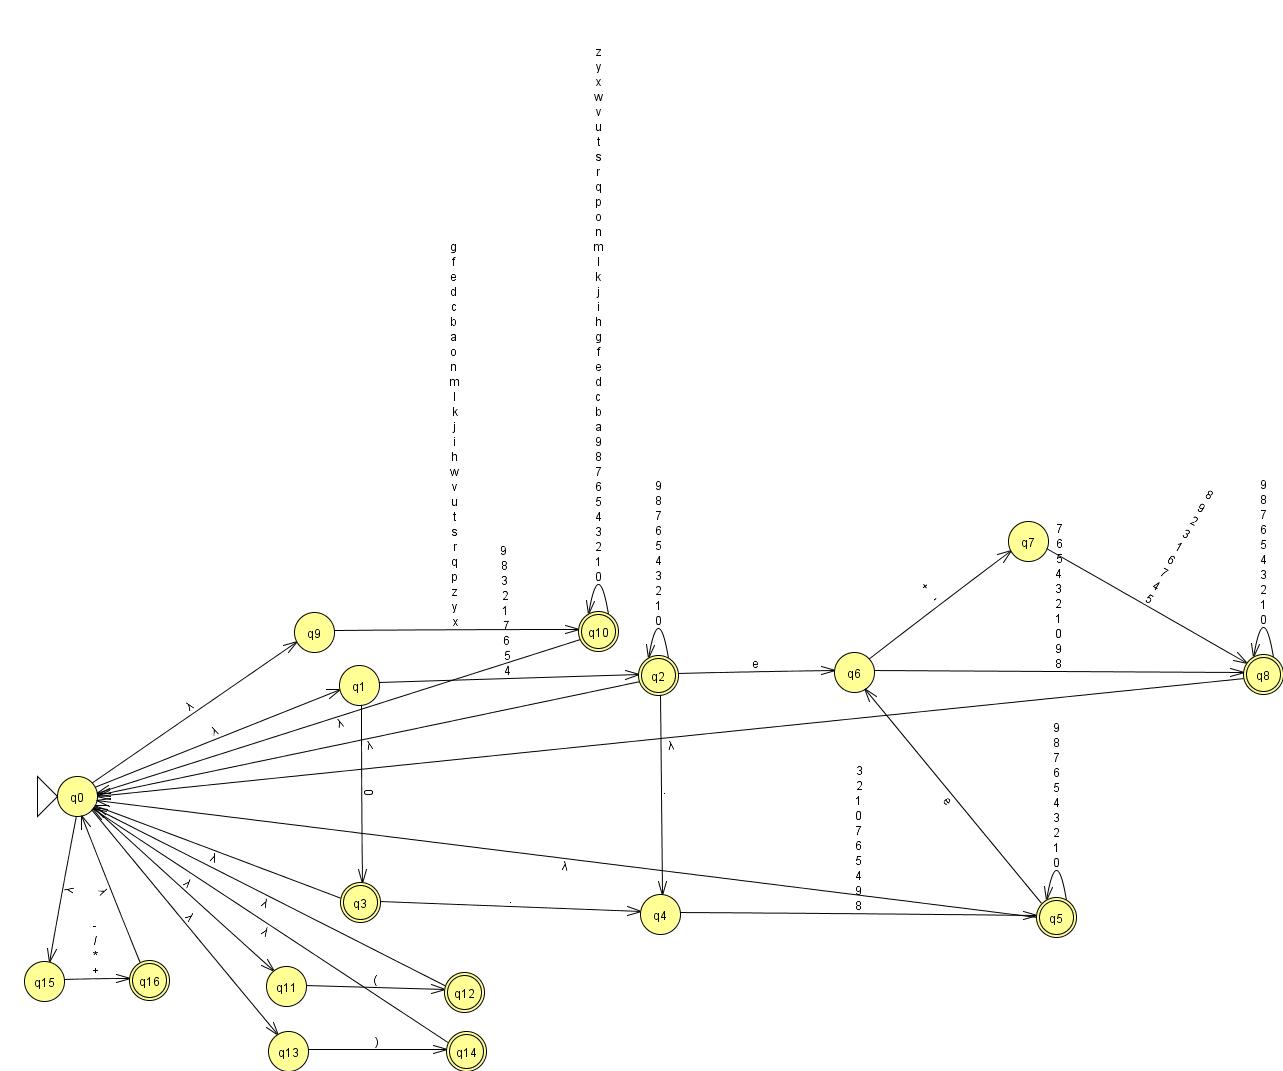 z
y
x
w
v
u
t
s
r
q
p
o
n
m
l
k
j
i
h
g
f
e
d
c
b
a
9
8
7
6
5
4
3
2
1
0
g
f
e
d
c
b
a
o
n
m
l
k
j
i
h
w
v
u
t
s
r
q
p
z
y
x
9
8
3
2
1
7
6
5
4
9
8
7
6
5
4
3
2
1
0
8
9
2
3
1
6
7
4
5
9
8
7
6
5
4
3
2
1
0
7
6
5
4
3
2
1
0
9
8
+
-
q7
q9
q10
q1
q2
e
q6
q8
λ
λ
λ
λ
λ
q0
0
.
3
2
1
0
7
6
5
4
9
8
e
9
8
7
6
5
4
3
2
1
0
λ
λ
q3
.
q4
q5
λ
λ
λ
λ
λ
λ
-
/
*
+
q15
q16
q11
(
q12
q13
)
q14